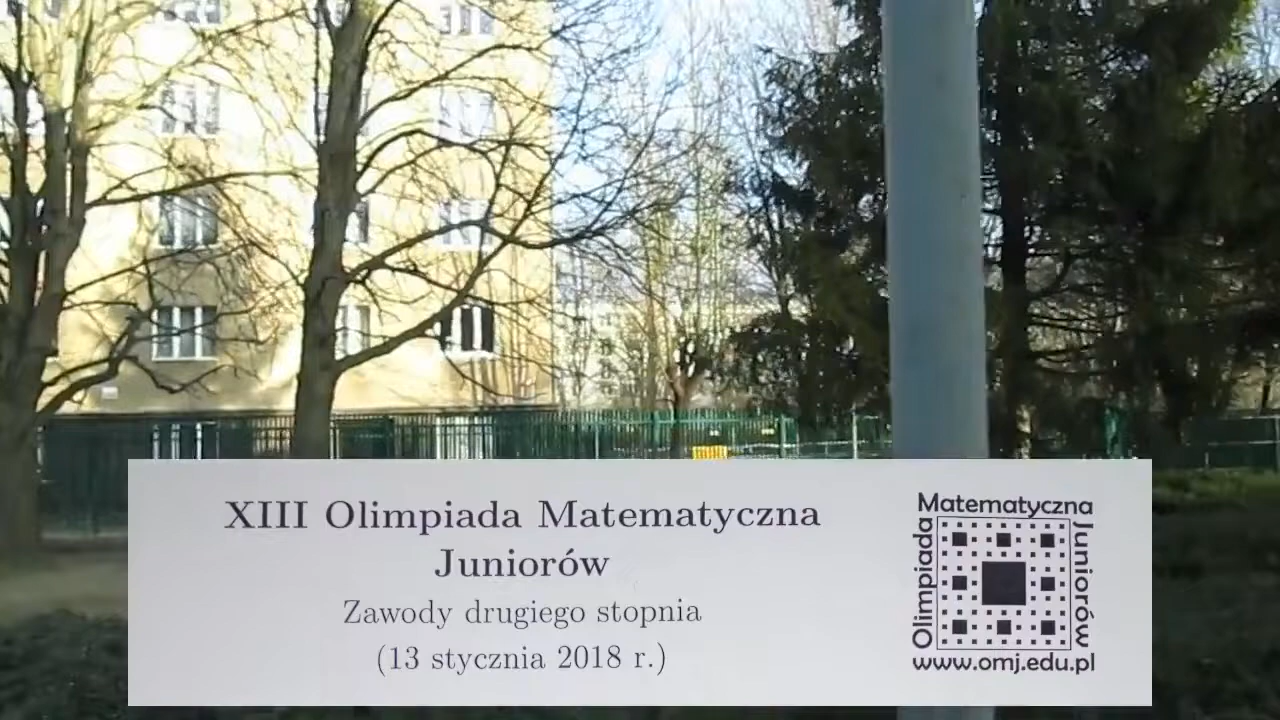 XIII Olimpiada Matematyczna
Juniorów
Zawody drugiego stopnia
(13 stycznia 2018 r.)
Matematyczna
Olimpiada
Juniorów
www.omj.edu.pl